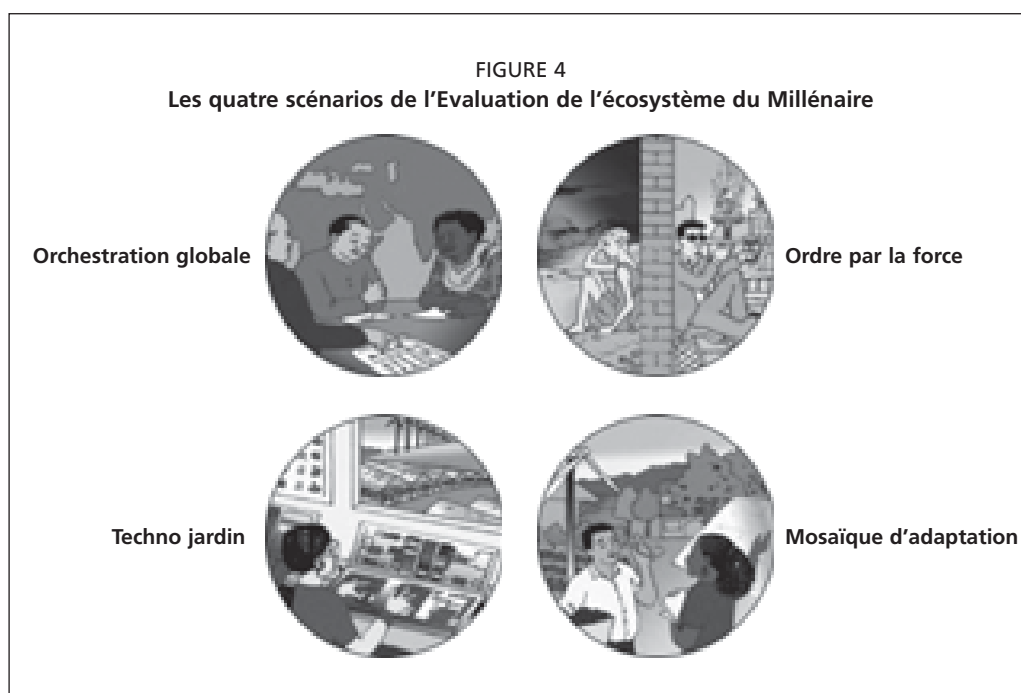 FIGURE 4
Les quatre scénarios de l'Evaluation de l'écosystème du Millénaire
Orchestration globale
Ordre par la force
Techno jardin
Mosaïque d'adaptation